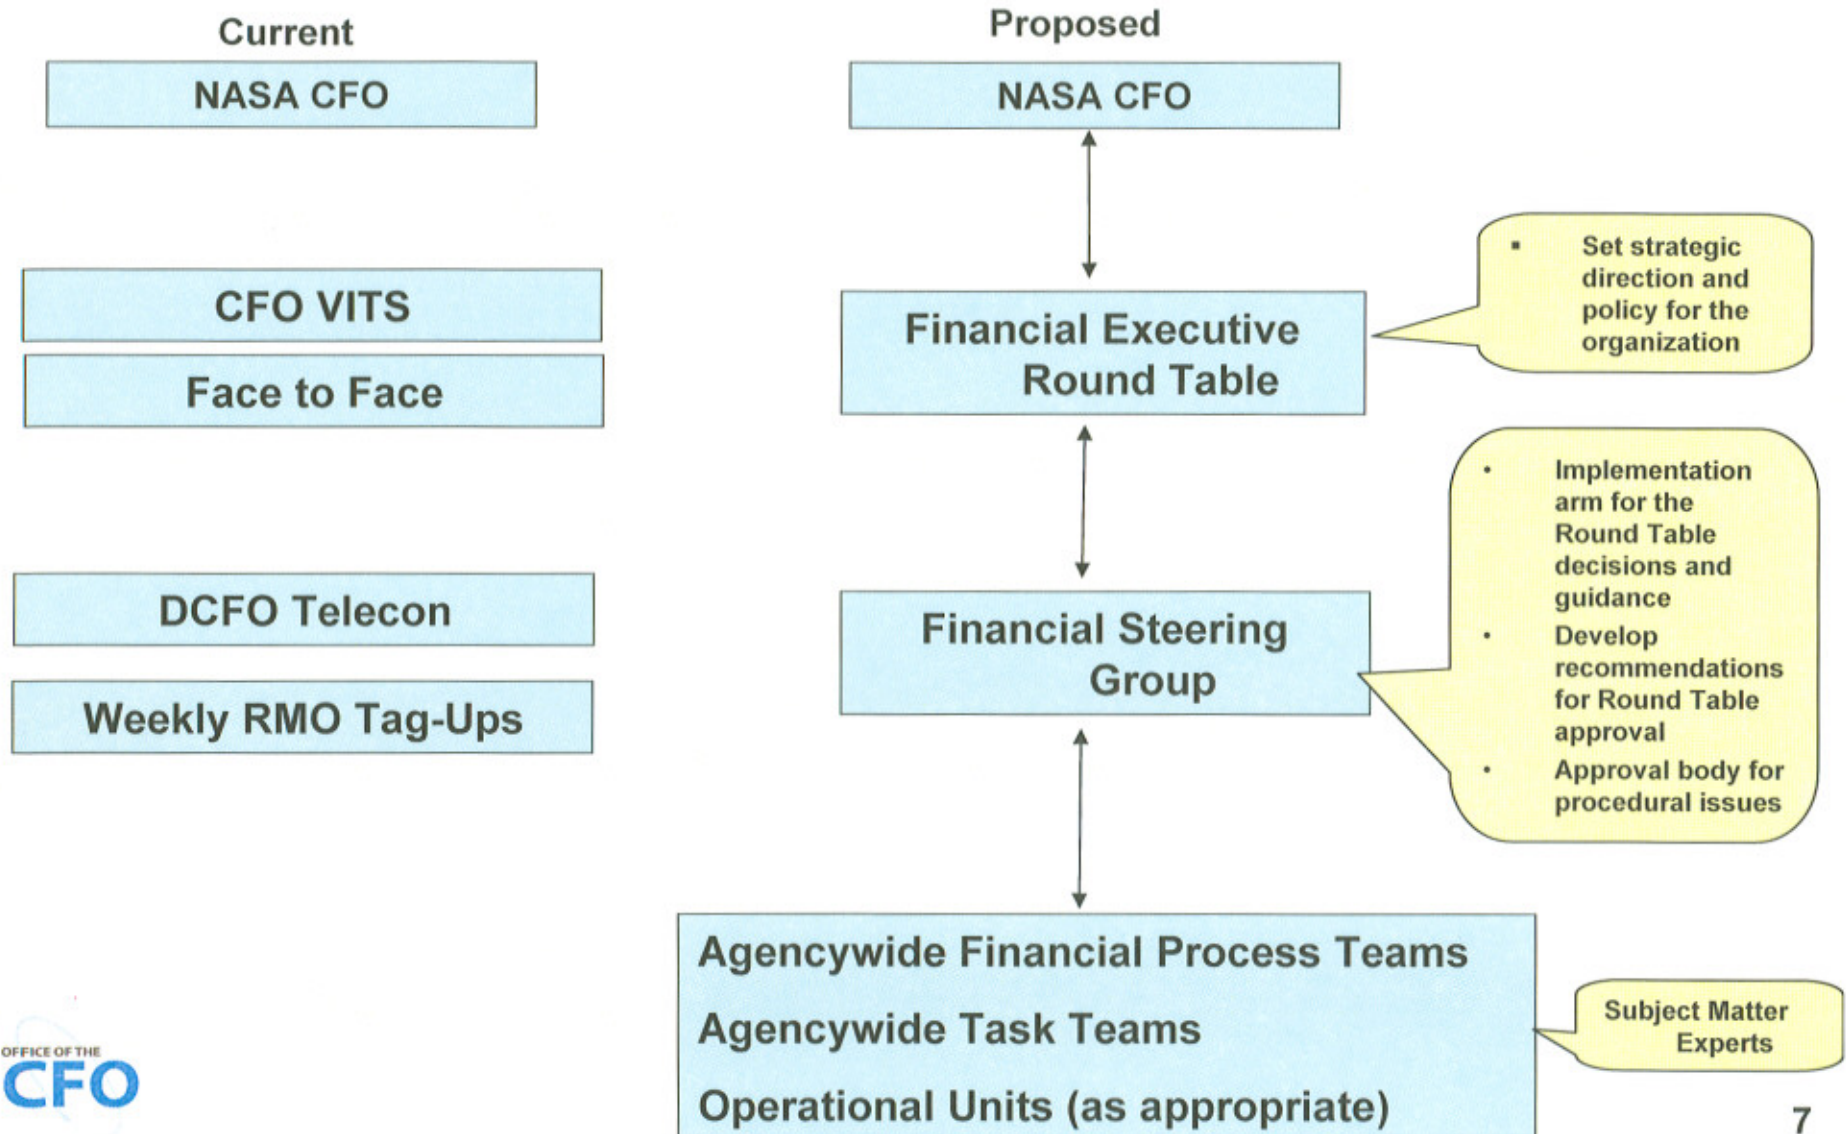 Current
NASA CFO
CFO VITS
Face to Face
DCFO Telecon
Weekly RMO Tag-Ups
Proposed
NASA CFO
Financial Executive
Round Table
▪ Set strategic
direction and
policy for the
organization
Financial Steering
Group
• Implementation
arm for the
Round Table
decisions and
guidance
• Develop
recommendations
for Round Table
approval
• Approval body for
procedural issues
Agencywide Financial Process Teams
Agencywide Task Teams
Operational Units (as appropriate)
Subject Matter
Experts
OFFICE OF THE
CFO
7